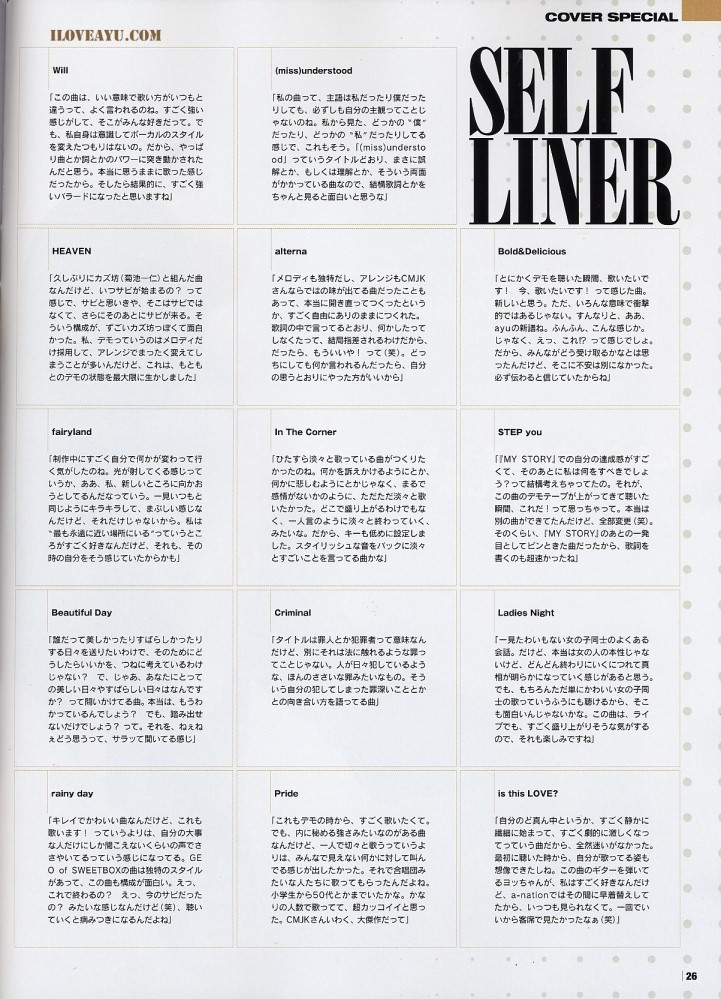 COVER SPECIAL
ILOVEAYU.COM
SELF
LINER
Will
「この曲は、いい意味で歌い方がいつもと
違うって、よく言われるのね。すごく強い
感じがして、そこがみんな好きだって。で
も、私自身は意識してボーカルのスタイル
を変えたつもりはないの。だから、やっぱ
り曲とか詞とかのパワーに突き動かされた
んだと思う。本当に思うままに歌った感じ
だったから。そしたら結果的に、すごく強
いバラードになったと思いますね」
(miss)understood
「私の曲って、主語は私だったり僕だった
りしても、必ずしも自分の主観ってことじ
ゃないのね。私から見た、どっかの“僕”
だったり、どっかの“私”だったりしてる
感じで、これもそう。「(miss)understo
od」っていうタイトルどおり、まさに誤
解とか、もしくは理解とか、そういう両面
がかかっている曲なので、結構歌詞とかを
ちゃんと見ると面白いと思うな」
HEAVEN
「久しぶりにカズ坊(菊池一仁)と組んだ曲
なんだけど、いつサビが始まるの？ って
感じで、サビと思いきや、そこはサビでは
なくて、さらにそのあとにサビが来る。そ
ういう構成が、すごいカズ坊っぽくて面白
かった。私、デモっていうのはメロディだ
け採用して、アレンジでまったく変えてし
まうことが多いんだけど、これは、もとも
とのデモの状態を最大限に生かしました」
alterna
「メロディも独特だし、アレンジもCMJK
さんならではの味が出てる曲だったことも
あって、本当に開き直ってつくったという
か、すごく自由にありのままにつくれた。
歌詞の中で言ってるとおり、何かしたって
しなくたって、結局指差されるわけだから、
だったら、もういいや！ って(笑)。どっ
ちにしても何か言われるんだったら、自分
の思うとおりにやった方がいいから」
Bold&Delicious
「とにかくデモを聴いた瞬間、歌いたいで
す！ 今、歌いたいです！ って感じた曲。
新しいと思う。ただ、いろんな意味で衝撃
的ではあるじゃない。すんなりと、ああ、
ayuの新譜ね。ふんふん、こんな感じか。
じゃなく、えっ、これ!? って感じでしょ。
だから、みんながどう受け取るかなとは思
ったんだけど、そこに不安は別になかった。
必ず伝わると信じていたからね」
fairyland
「制作中にすごく自分で何かが変わって行
く気がしたのね。光が射してくる感じって
いうか、ああ、私、新しいところに向かお
うとしてるんだなっていう。一見いつもと
同じようにキラキラして、まぶしい感じな
んだけど、それだけじゃないから。私は
“最も永遠に近い場所にいる”っていうとこ
ろがすごく好きなんだけど、それも、その
時の自分をそう感じていたからかも」
In The Corner
「ひたすら淡々と歌っている曲がつくりた
かったのね。何かを訴えかけるようにとか、
何かに悲しむようにとかじゃなく、まるで
感情がないかのように、ただただ淡々と歌
いたかった。どこで盛り上がるわけでもな
く、一人言のように淡々と終わっていく、
みたいな。だから、キーも低めに設定しま
した。スタイリッシュな音をバックに淡々
とすごいことを言ってる曲かな」
STEP you
「『MY STORY』での自分の達成感がすご
くて、そのあとに私は何をすべきでしょ
う？って結構考えちゃってたの。それが、
この曲のデモテープが上がってきて聴いた
瞬間、これだ！って思っちゃって。本当は
別の曲ができてたんだけど、全部変更(笑)。
そのくらい、『MY STORY』のあとの一発
目としてピンときた曲だったから、歌詞を
書くのも超速かったね」
Beautiful Day
「誰だって美しかったりすばらしかったり
する日々を送りたいわけで、そのためにど
うしたらいいかを、つねに考えているわけ
じゃない？ で、じゃあ、あなたにとって
の美しい日々やすばらしい日々はなんです
か？ って問いかけてる曲。本当は、もうわ
かっているんでしょう？ でも、踏み出せ
ないだけでしょう？ って。それを、ねぇね
ぇどう思うって、サラッて聞いてる感じ」
Criminal
「タイトルは罪人とか犯罪者って意味なん
だけど、別にそれは法に触れるような罪っ
てことじゃない。人が日々犯しているよう
な、ほんのささいな罪みたいなもの。そう
いう自分の犯してしまった罪深いこととか
との向き合い方を語ってる曲」
Ladies Night
「一見たわいもない女の子同士のよくある
会話。だけど、本当は女の人の本性じゃな
いけど、どんどん終わりにいくにつれて真
相が明らかになっていく感じがあると思う。
でも、もちろんただ単にかわいい女の子同
士の歌っていうふうにも聴けるから、そこ
も面白いんじゃないかな。この曲は、ライ
ブでも、すごく盛り上がりそうな気がする
ので、それも楽しみですね」
rainy day
「キレイでかわいい曲なんだけど、これも
歌います！ っていうよりは、自分の大事
な人だけにしか聞こえないくらいの声でさ
さやいてるっていう感じになってる。GE
O of SWEETBOXの曲は独特のスタイル
があって、この曲も構成が面白い。えっ、
これで終わるの？ えっ、今のサビだった
の？ みたいな感じなんだけど(笑)、聴い
ていくと病みつきになるんだよね」
Pride
「これもデモの時から、すごく歌いたくて。
でも、内に秘める強さみたいなのがある曲
なんだけど、一人で切々と歌うっていうよ
りは、みんなで見えない何かに対して叫ん
でる感じが出したかった。それで合唱団み
たいな人たちに歌ってもらったんだよね。
小学生から50代とかまでいたかな。かな
りの人数で歌ってて、超カッコイイと思っ
た。CMJKさんいわく、大傑作だって」
is this LOVE?
「自分のど真ん中というか、すごく静かに
繊細に始まって、すごく劇的に激しくなっ
てっていう曲だから、全然迷いがなかった。
最初に聴いた時から、自分が歌ってる姿も
想像できたしね。この曲のギターを弾いて
るヨッちゃんが、私はすごく好きなんだけ
ど、a-nationではその間に早着替えして
たから、いっつも見られなくて。一回でい
いから客席で見たかったなぁ(笑)」
26